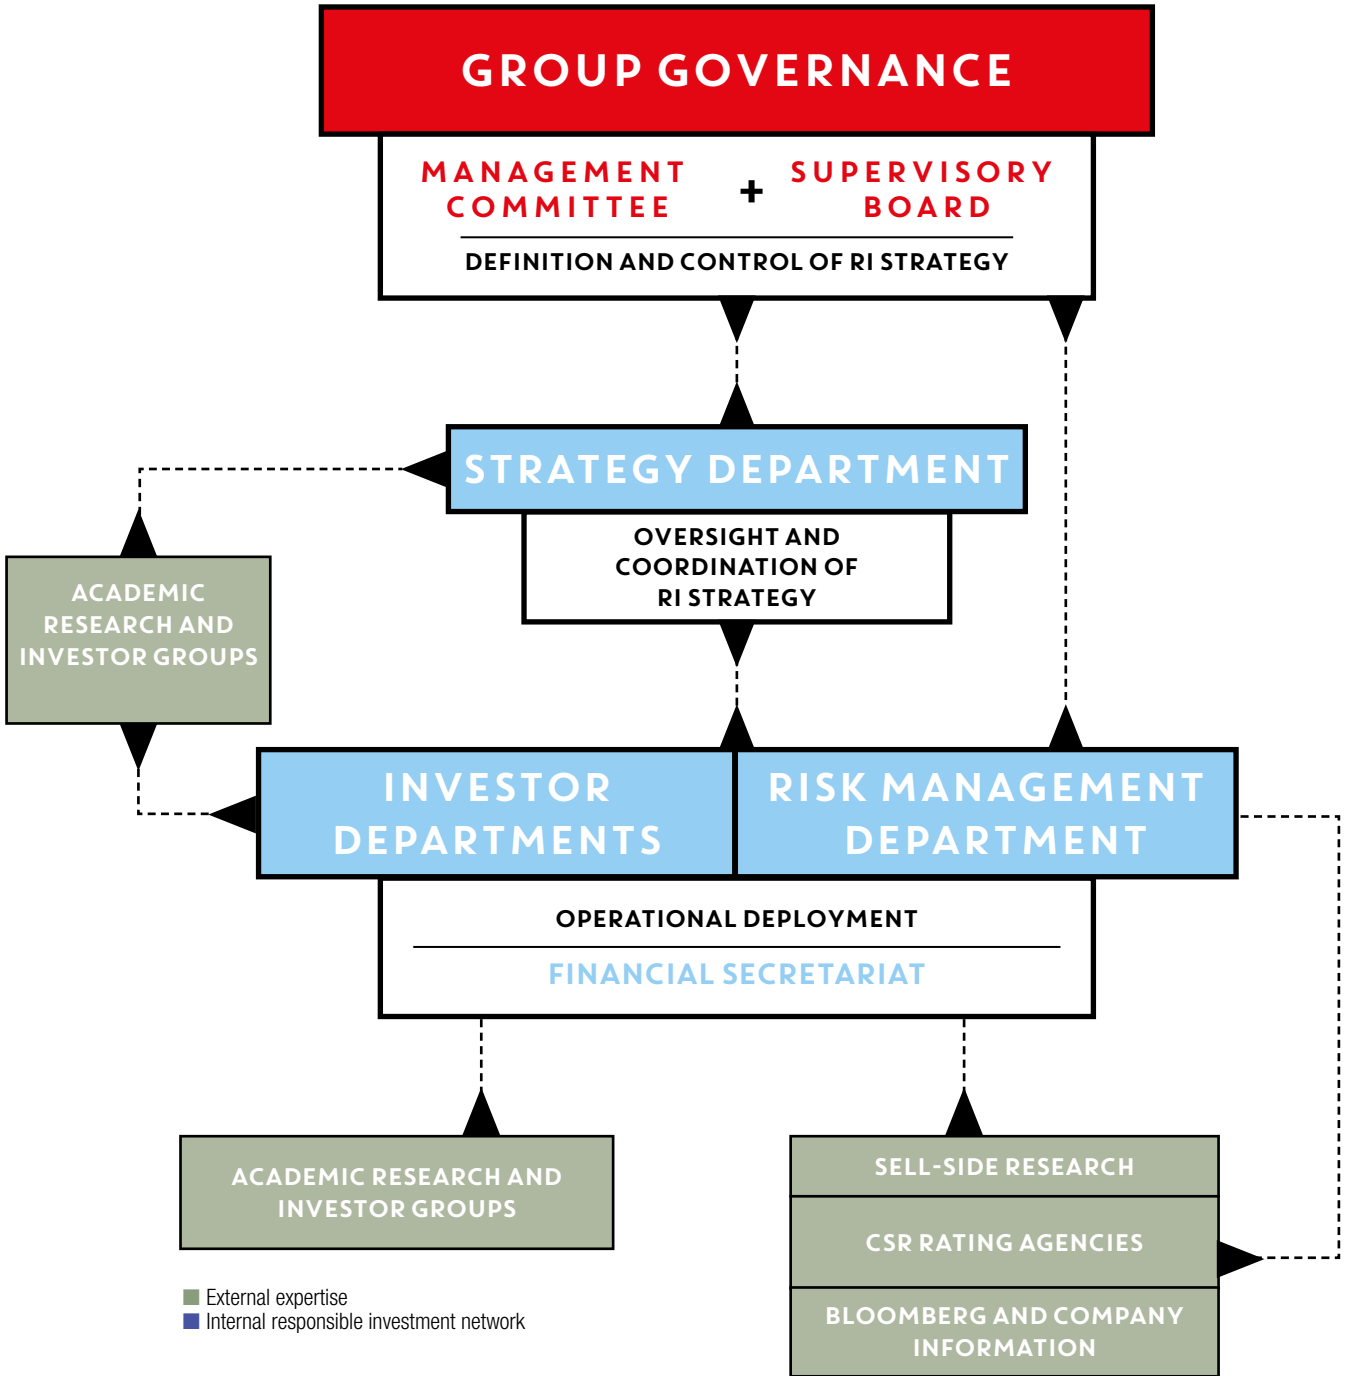 GROUP GOVERNANCE
MANAGEMENT
COMMITTEE
+
SUPERVISORY
BOARD
DEFINITION AND CONTROL OF RI STRATEGY
STRATEGY DEPARTMENT
OVERSIGHT AND
COORDINATION OF
RI STRATEGY
ACADEMIC
RESEARCH AND
INVESTOR GROUPS
INVESTOR
DEPARTMENTS
RISK MANAGEMENT
DEPARTMENT
OPERATIONAL DEPLOYMENT
FINANCIAL SECRETARIAT
ACADEMIC RESEARCH AND
INVESTOR GROUPS
SELL-SIDE RESEARCH
CSR RATING AGENCIES
BLOOMBERG AND COMPANY
INFORMATION
External expertise
Internal responsible investment network